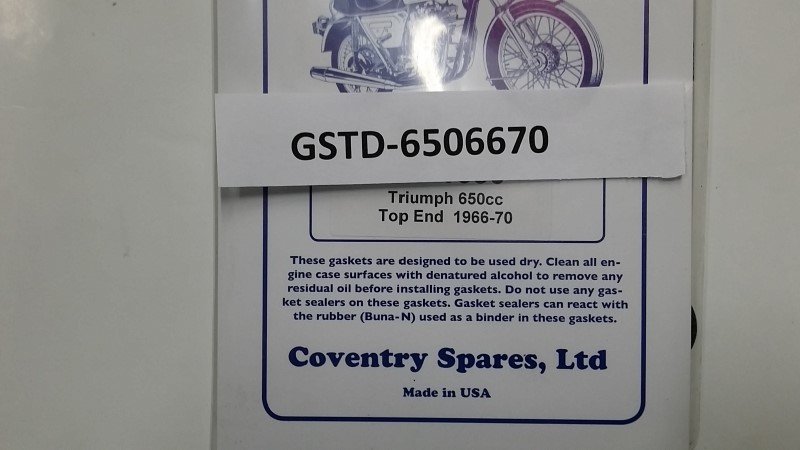 GSTD-6506670
Triumph 650cc
Top End 1966-70
These gaskets are designed to be used dry. Clean all en-
gine case surfaces with denatured alcohol to remove any
residual oil before installing gaskets. Do not use any gas-
ket sealers on these gaskets. Gasket sealers can react with
the rubber (Buna-N) used as a binder in these gaskets.
Coventry Spares, Ltd
Made in USA